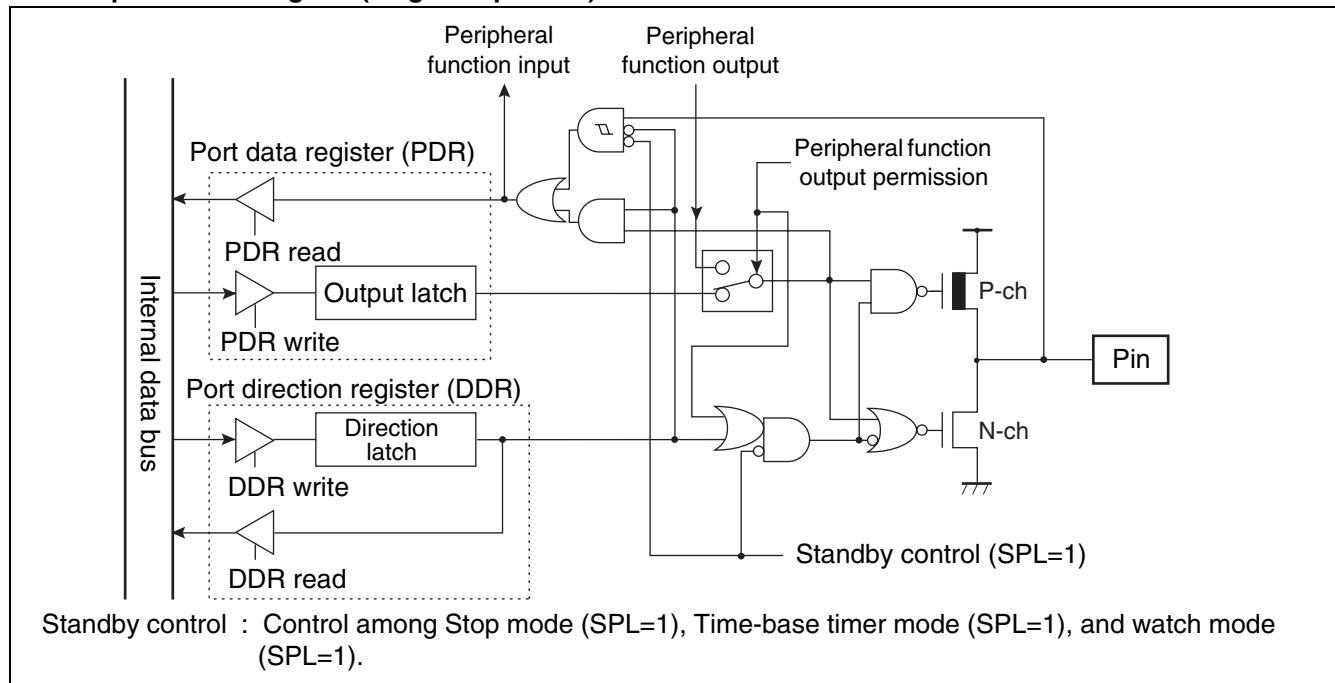 Peripheral
function input
Peripheral
function output
Port data register (PDR)
Peripheral function
output permission
PDR read
Output latch
PDR write
P-ch
Pin
Internal data bus
Port direction register (DDR)
Direction
latch
N-ch
DDR write
DDR read
Standby control (SPL=1)
Standby control : Control among Stop mode (SPL=1), Time-base timer mode (SPL=1), and watch mode
(SPL=1).